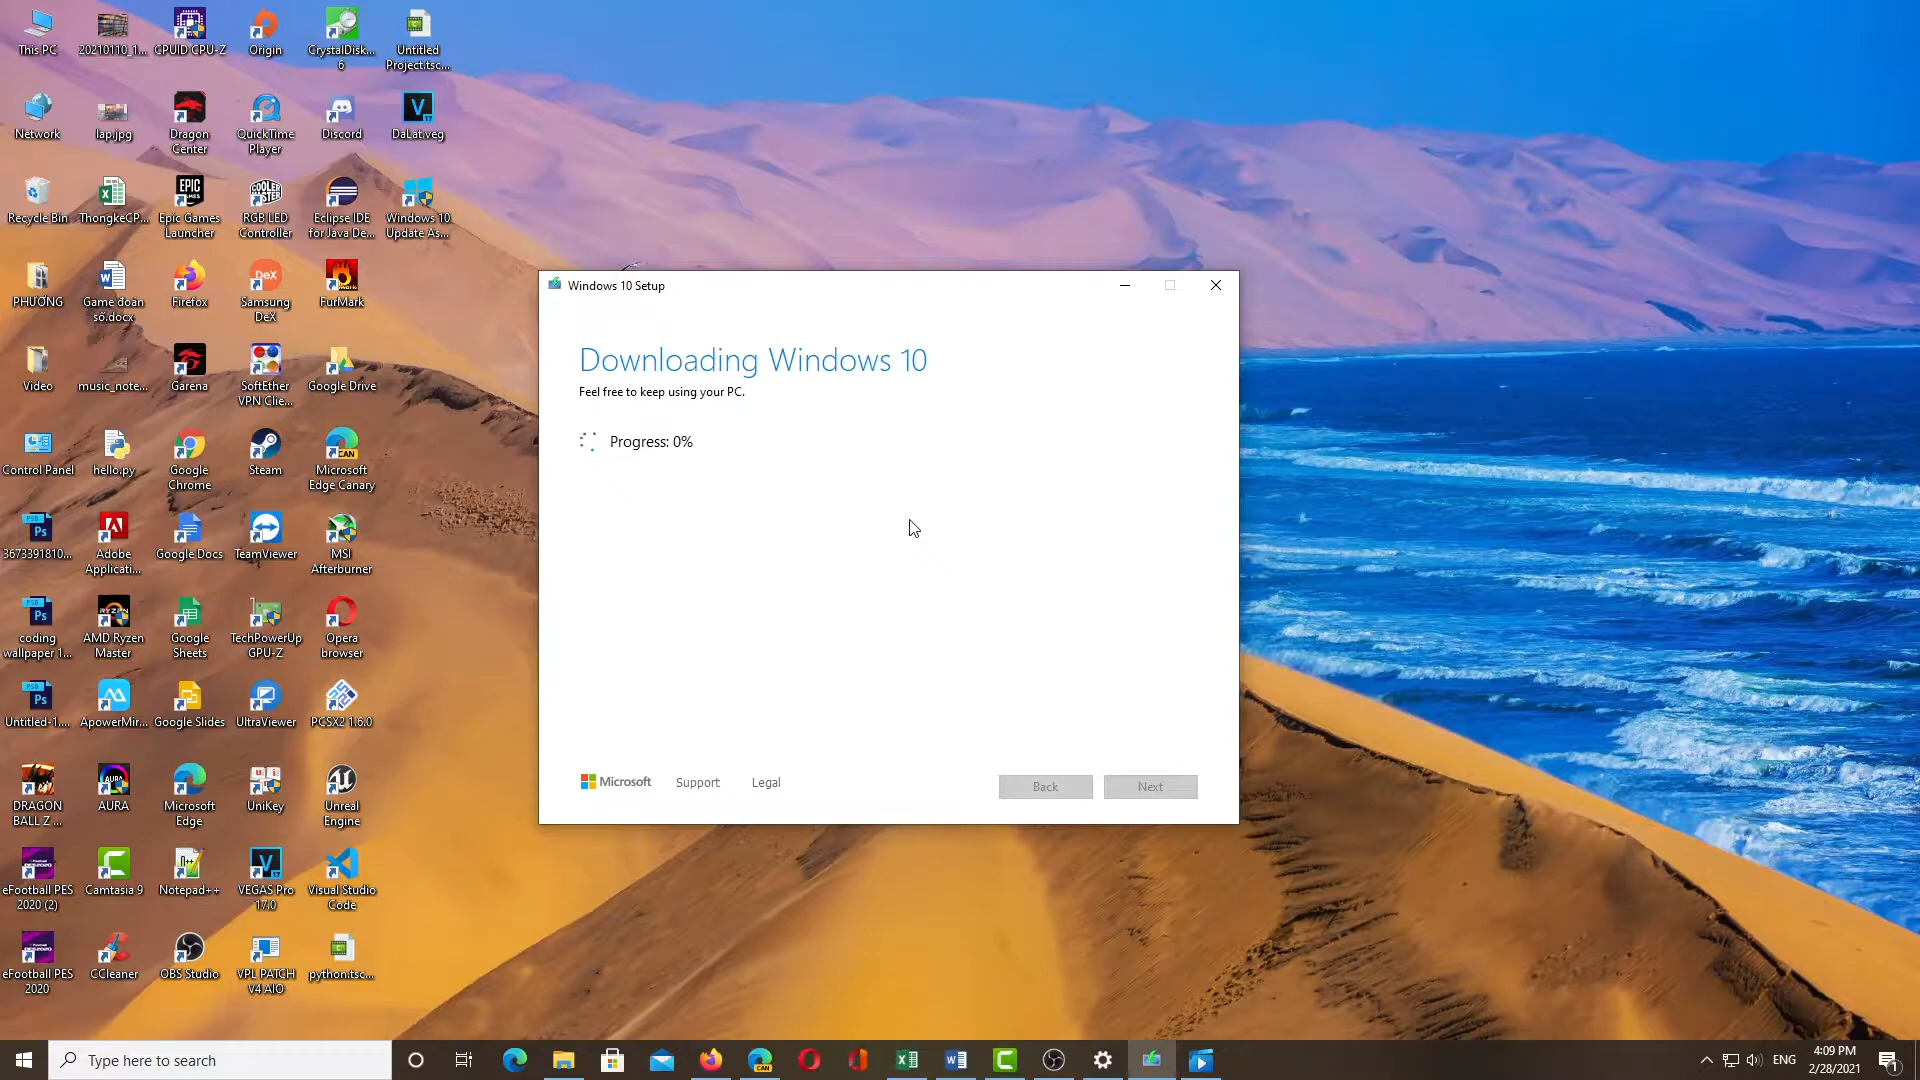 This PC
20210110_1...
CPUID CPU-Z
Origin
CrystalDisk...
6
Untitled
Project.tsc...
Network
lap.jpg
Dragon
Center
QuickTime
Player
Discord
DaLat.veg
Recycle Bin
ThongkeCP...
Epic Games
Launcher
RGB LED
Controller
Eclipse IDE
for Java De...
Windows 10
Update As...
PHƯƠNG
Game đoán
số.docx
Firefox
Samsung
DeX
FurMark
Video
music_note...
Garena
SoftEther
VPN Clie...
Google Drive
Control Panel
hello.py
Google
Chrome
Steam
Microsoft
Edge Canary
3673391810...
Adobe
Applicati...
Google Docs
TeamViewer
MSI
Afterburner
coding
wallpaper 1...
AMD Ryzen
Master
Google
Sheets
TechPowerUp
GPU-Z
Opera
browser
Untitled-1....
ApowerMir...
Google Slides
UltraViewer
PCSX2 1.6.0
DRAGON
BALL Z ...
AURA
Microsoft
Edge
UniKey
Unreal
Engine
eFootball PES
2020 (2)
Camtasia 9
Notepad++
VEGAS Pro
17.0
Visual Studio
Code
eFootball PES
2020
CCleaner
OBS Studio
VPL PATCH
V4 AIO
python.tsc...
Windows 10 Setup
Downloading Windows 10
Feel free to keep using your PC.
Progress: 0%
Microsoft
Support
Legal
Back
Next
Type here to search
ENG
4:09 PM
2/28/2021